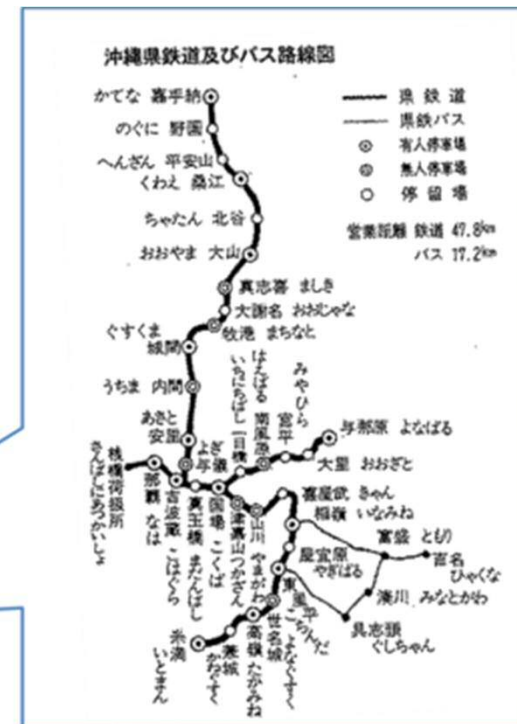 沖縄県鉄道及びバス路線図
県鉄道
県鉄バス
有人停車場
無人停車場
停留場
営業距離 鉄道 47.8km
バス 17.2km
かでな 嘉手納
のぐに 野国
へんざん 平安山
くわえ 桑江
ちゃたん 北谷
おおやま 大山
真志喜 ましき
大謝名 おおじゃな
牧港 まちなと
ぐすくま
城間
うちま 内間
あさと
安里
与儀 よぎ
桟橋荷扱所
さんばしにあつかいしょ
那覇 なは
古波蔵 こはぐら
真玉橋 まだんばし
国場 こくば
一日橋 いちにちばし
南風原 はえばる
宮平 みやひら
大里 おおざと
与那原 よなばる
津嘉山 つかざん
山川 やまがわ
喜屋武 きゃん
稲嶺 いなみね
屋宜原
やぎばる
東風平 こちんだ
世名城 よなぐすく
高嶺 たかみね
兼城 かねぐすく
糸満 いとまん
富盛 ともり
百名
ひゃくな
湊川 みなとがわ
具志頭
ぐしちゃん